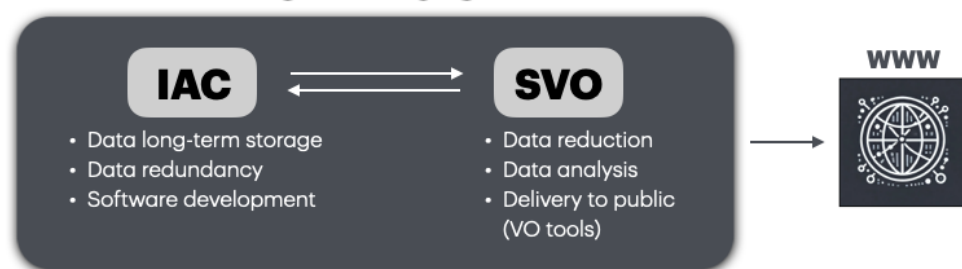 IAC
SVO
• Data long-term storage
• Data redundancy
• Software development
• Data reduction
• Data analysis
• Delivery to public
(VO tools)
WWW